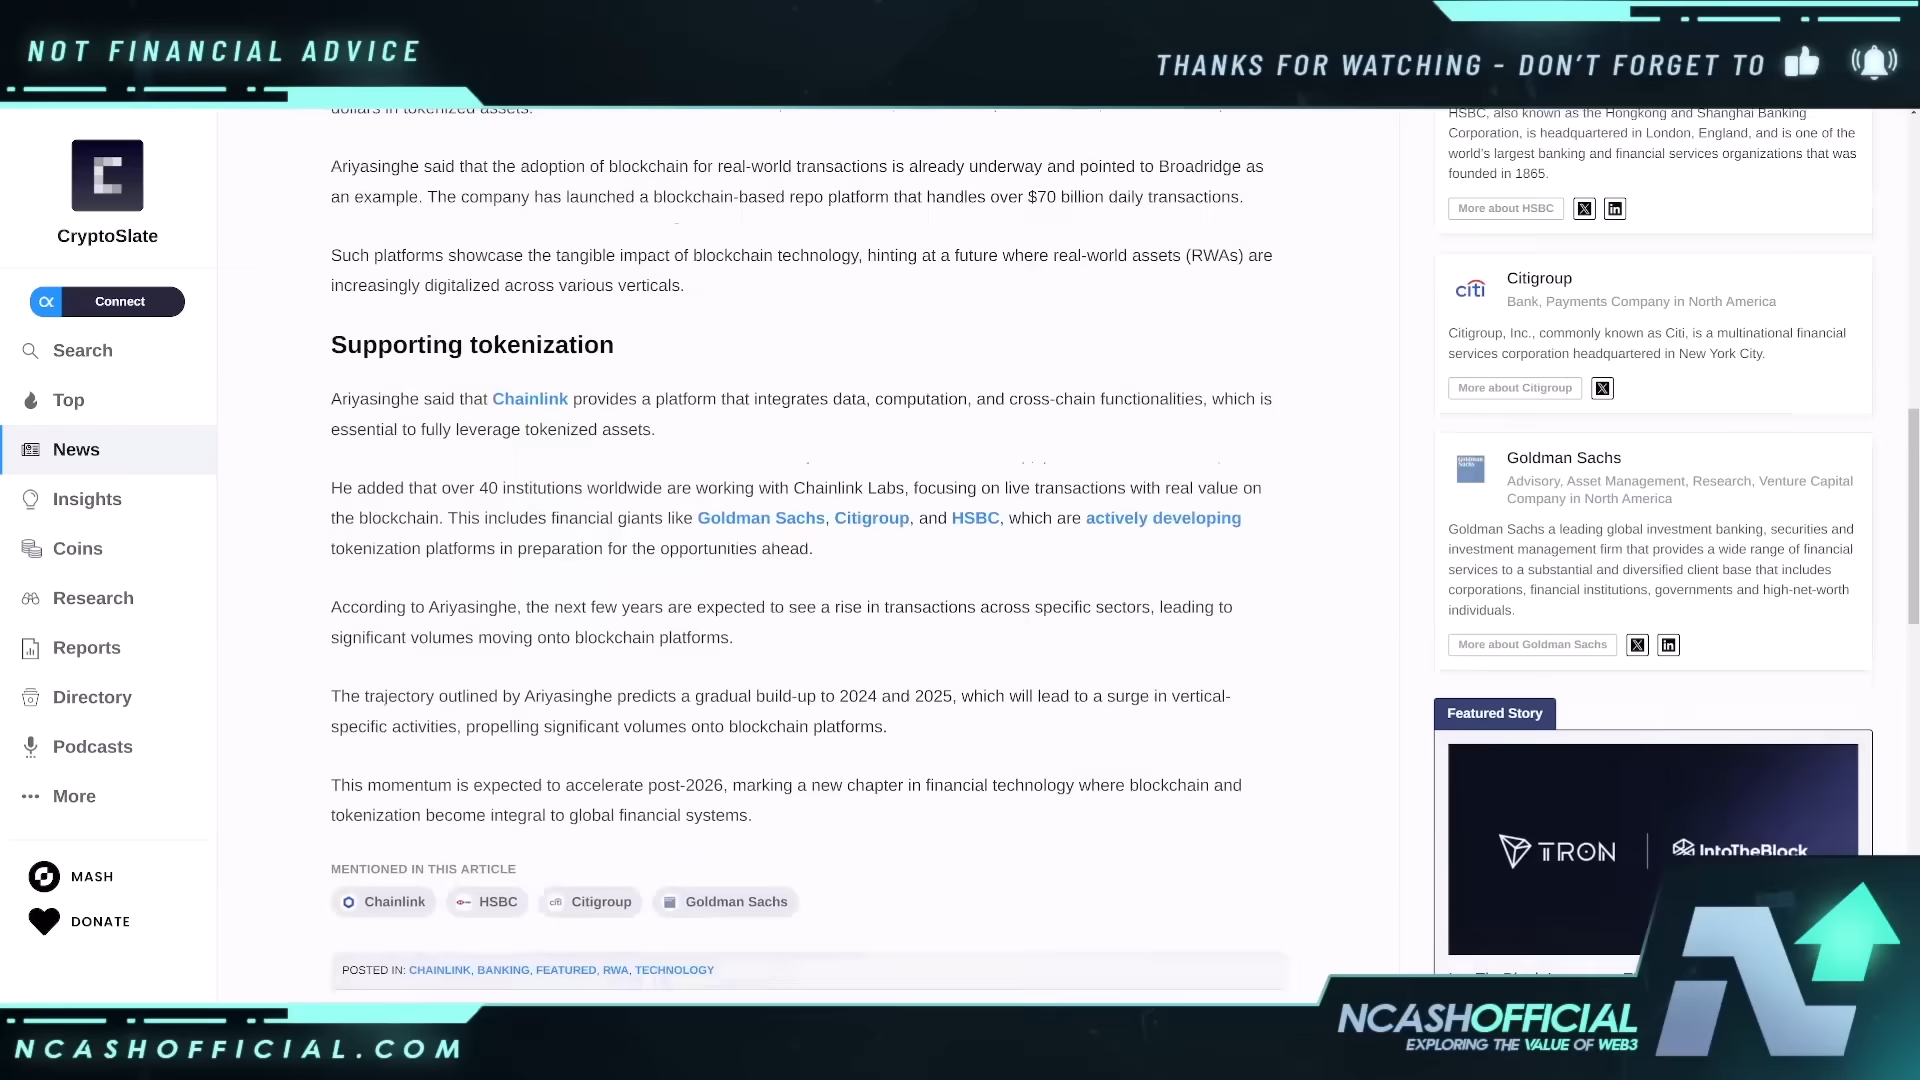 NOT FINANCIAL ADVICE
THANKS FOR WATCHING - DON'T FORGET TO
CryptoSlate
Connect
Search
Top
News
Insights
Coins
Research
Reports
Directory
Podcasts
More
MASH
DONATE
dollars in tokenized assets.
Ariyasinghe said that the adoption of blockchain for real-world transactions is already underway and pointed to Broadridge as
an example. The company has launched a blockchain-based repo platform that handles over $70 billion daily transactions.
Such platforms showcase the tangible impact of blockchain technology, hinting at a future where real-world assets (RWAs) are
increasingly digitalized across various verticals.
Supporting tokenization
Ariyasinghe said that Chainlink provides a platform that integrates data, computation, and cross-chain functionalities, which is
essential to fully leverage tokenized assets.
He added that over 40 institutions worldwide are working with Chainlink Labs, focusing on live transactions with real value on
the blockchain. This includes financial giants like Goldman Sachs, Citigroup, and HSBC, which are actively developing
tokenization platforms in preparation for the opportunities ahead.
According to Ariyasinghe, the next few years are expected to see a rise in transactions across specific sectors, leading to
significant volumes moving onto blockchain platforms.
The trajectory outlined by Ariyasinghe predicts a gradual build-up to 2024 and 2025, which will lead to a surge in vertical-
specific activities, propelling significant volumes onto blockchain platforms.
This momentum is expected to accelerate post-2026, marking a new chapter in financial technology where blockchain and
tokenization become integral to global financial systems.
MENTIONED IN THIS ARTICLE
Chainlink
HSBC
citi
Citigroup
Goldman Sachs
POSTED IN: CHAINLINK, BANKING, FEATURED, RWA, TECHNOLOGY
HSBC, also known as the Hongkong and Shanghai Banking
Corporation, is headquartered in London, England, and is one of the
world's largest banking and financial services organizations that was
founded in 1865.
More about HSBC
citi
Citigroup
Bank, Payments Company in North America
Citigroup, Inc., commonly known as Citi, is a multinational financial
services corporation headquartered in New York City.
More about Citigroup
Goldman
Sachs
Goldman Sachs
Advisory, Asset Management, Research, Venture Capital
Company in North America
Goldman Sachs a leading global investment banking, securities and
investment management firm that provides a wide range of financial
services to a substantial and diversified client base that includes
corporations, financial institutions, governments and high-net-worth
individuals.
More about Goldman Sachs
Featured Story
TRON
IntoTheBlock
NCASHOFFICIAL.COM
NCASHOFFICIAL
EXPLORING THE VALUE OF WEB3